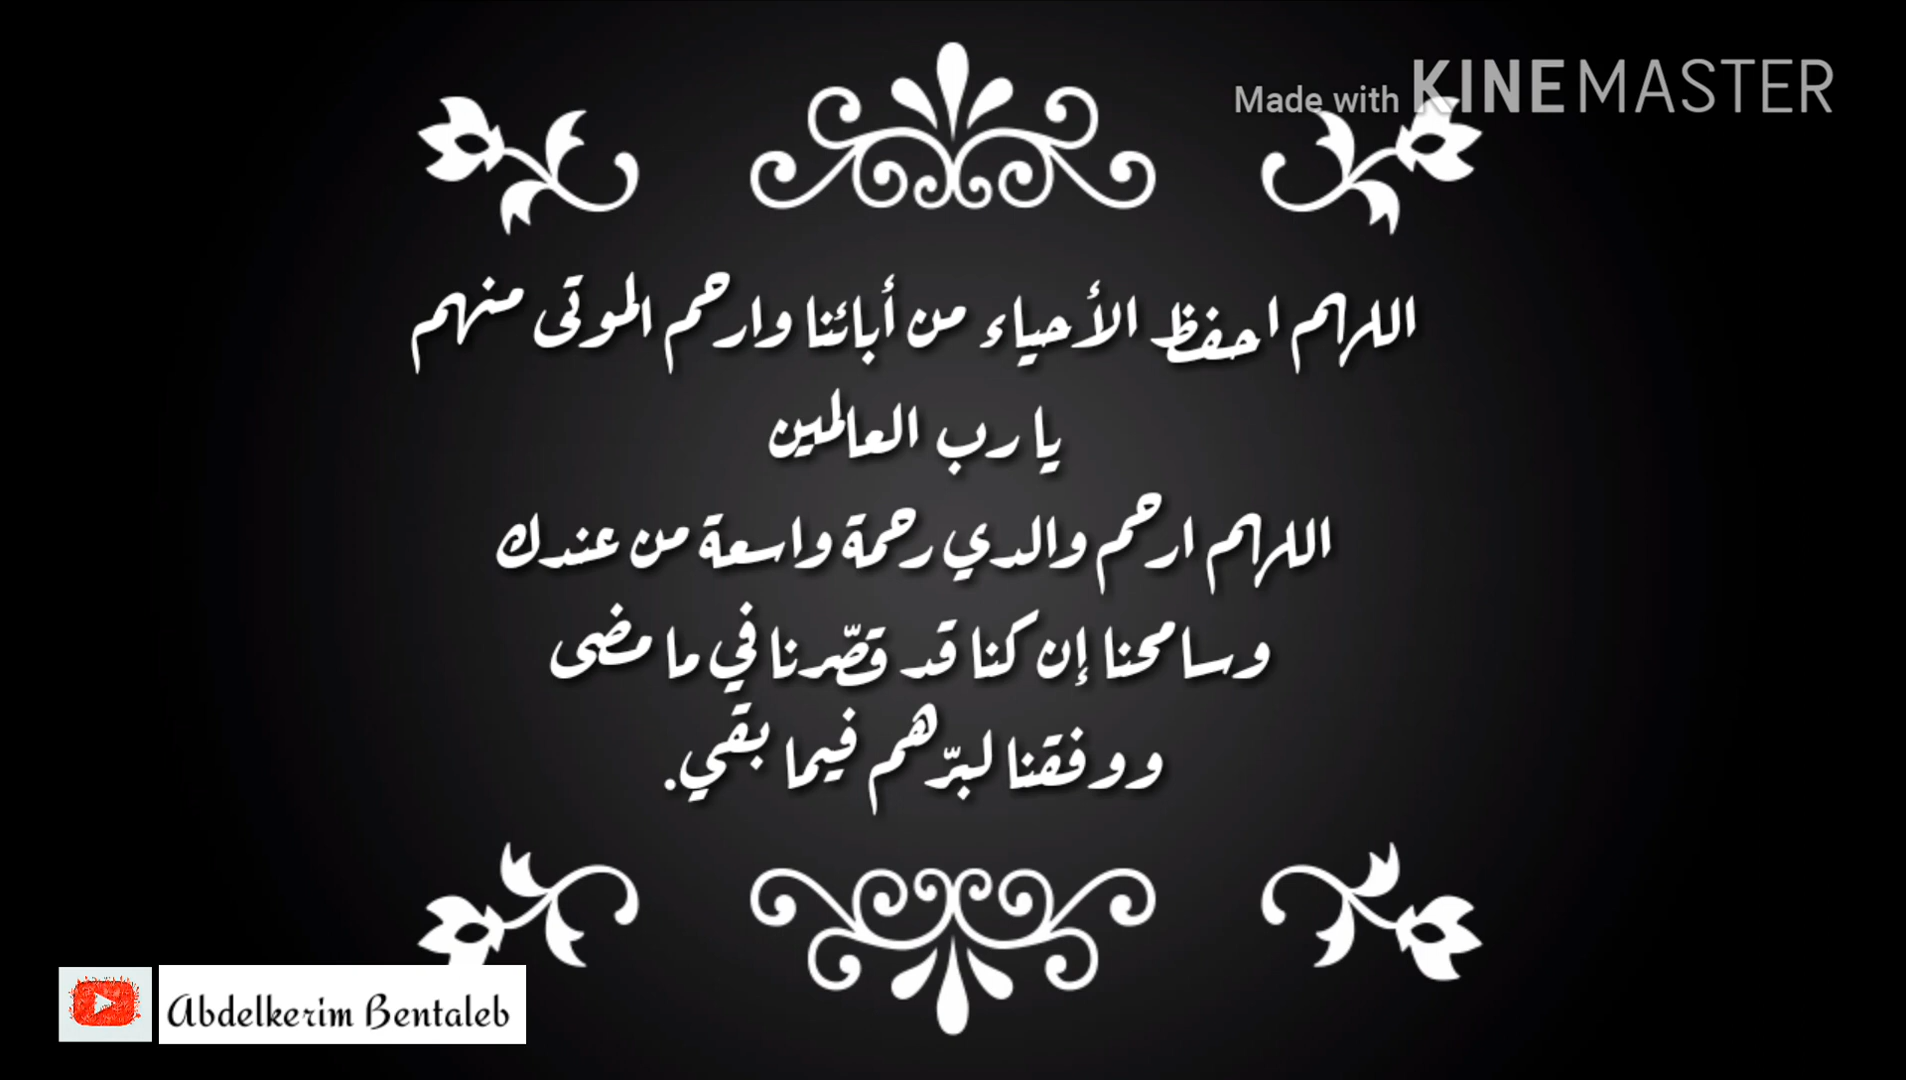 Made with KINEMASTER
اللهم احفظ الأحياء من أبائنا وارحم الموتى منهم
يا رب العالمين
اللهم ارحم والدي رحمة واسعة من عندك
وسامحنا إن كنا قد قصّرنا في ما مضى
ووفقنا لبرّهم فيما بقي.
Abdelkerim Bentaleb